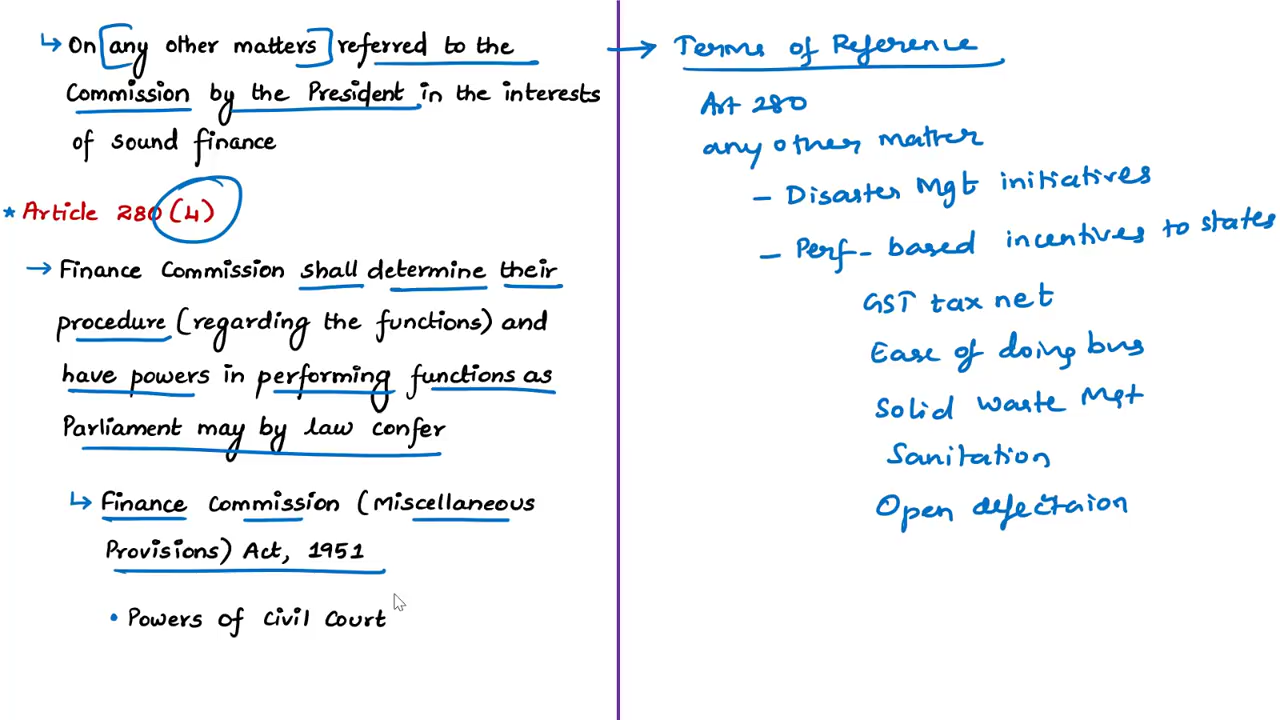 ↳ On [any other matters] referred to the
Commission by the President in the interests
of sound finance
* Article 280 (4)
→ Finance Commission shall determine their
procedure (regarding the functions) and
have powers in performing functions as
Parliament may by law confer
↳ Finance Commission (Miscellaneous
Provisions) Act, 1951
• Powers of Civil Court
→ Terms of Reference
Art 280
any other matter
- Disaster Mgt initiatives
- Perf- based incentives to states
GST tax net
Ease of doing bus
Solid waste Mgt
Sanitation
Open defectaion